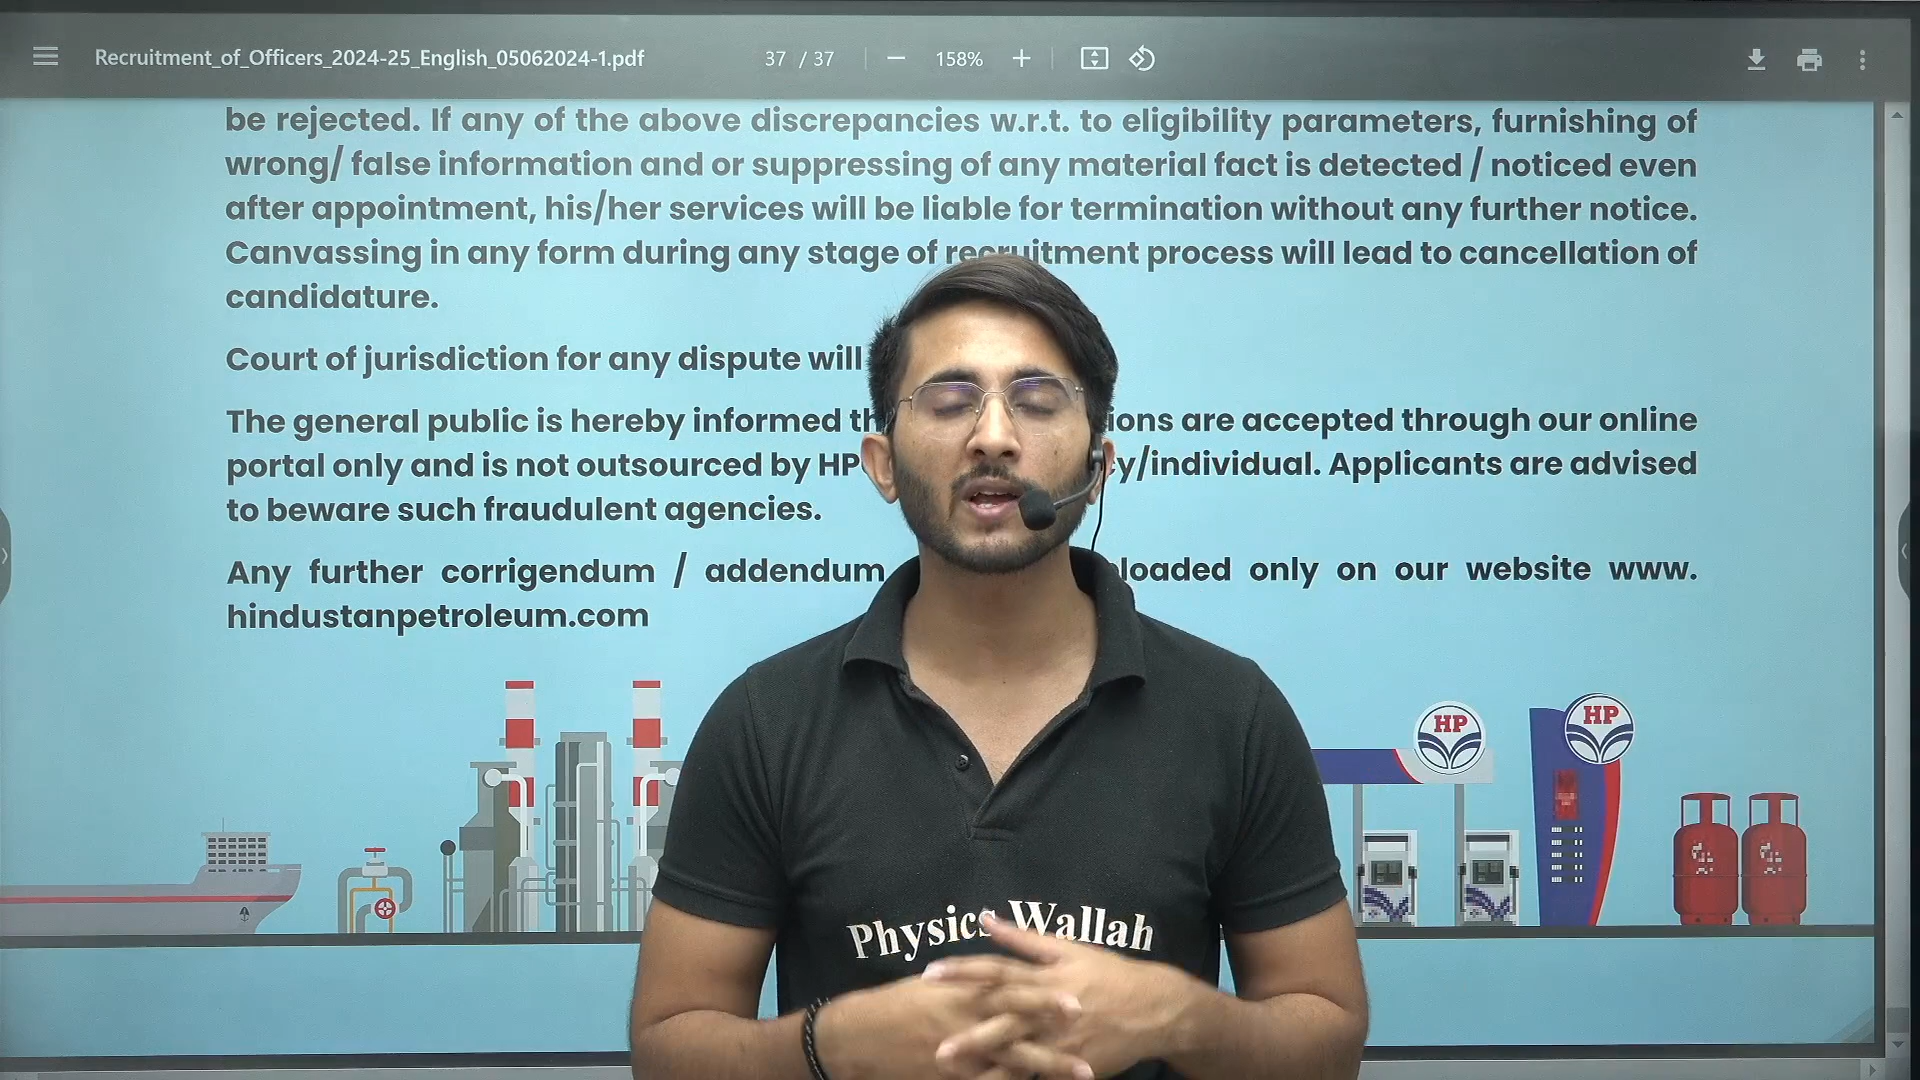 Recruitment_of_Officers_2024-25_English_05062024-1.pdf 37 / 37 158%
be rejected. If any of the above discrepancies w.r.t. to eligibility parameters, furnishing of
wrong/ false information and or suppressing of any material fact is detected / noticed even
after appointment, his/her services will be liable for termination without any further notice.
Canvassing in any form during any stage of recruitment process will lead to cancellation of
candidature.
Court of jurisdiction for any dispute will
The general public is hereby informed are accepted through our online
portal only and is not outsourced by /individual. Applicants are advised
to beware such fraudulent agencies.
Any further corrigendum / addendum only on our website www.
hindustanpetroleum.com
HP
HP
Physics Wallah